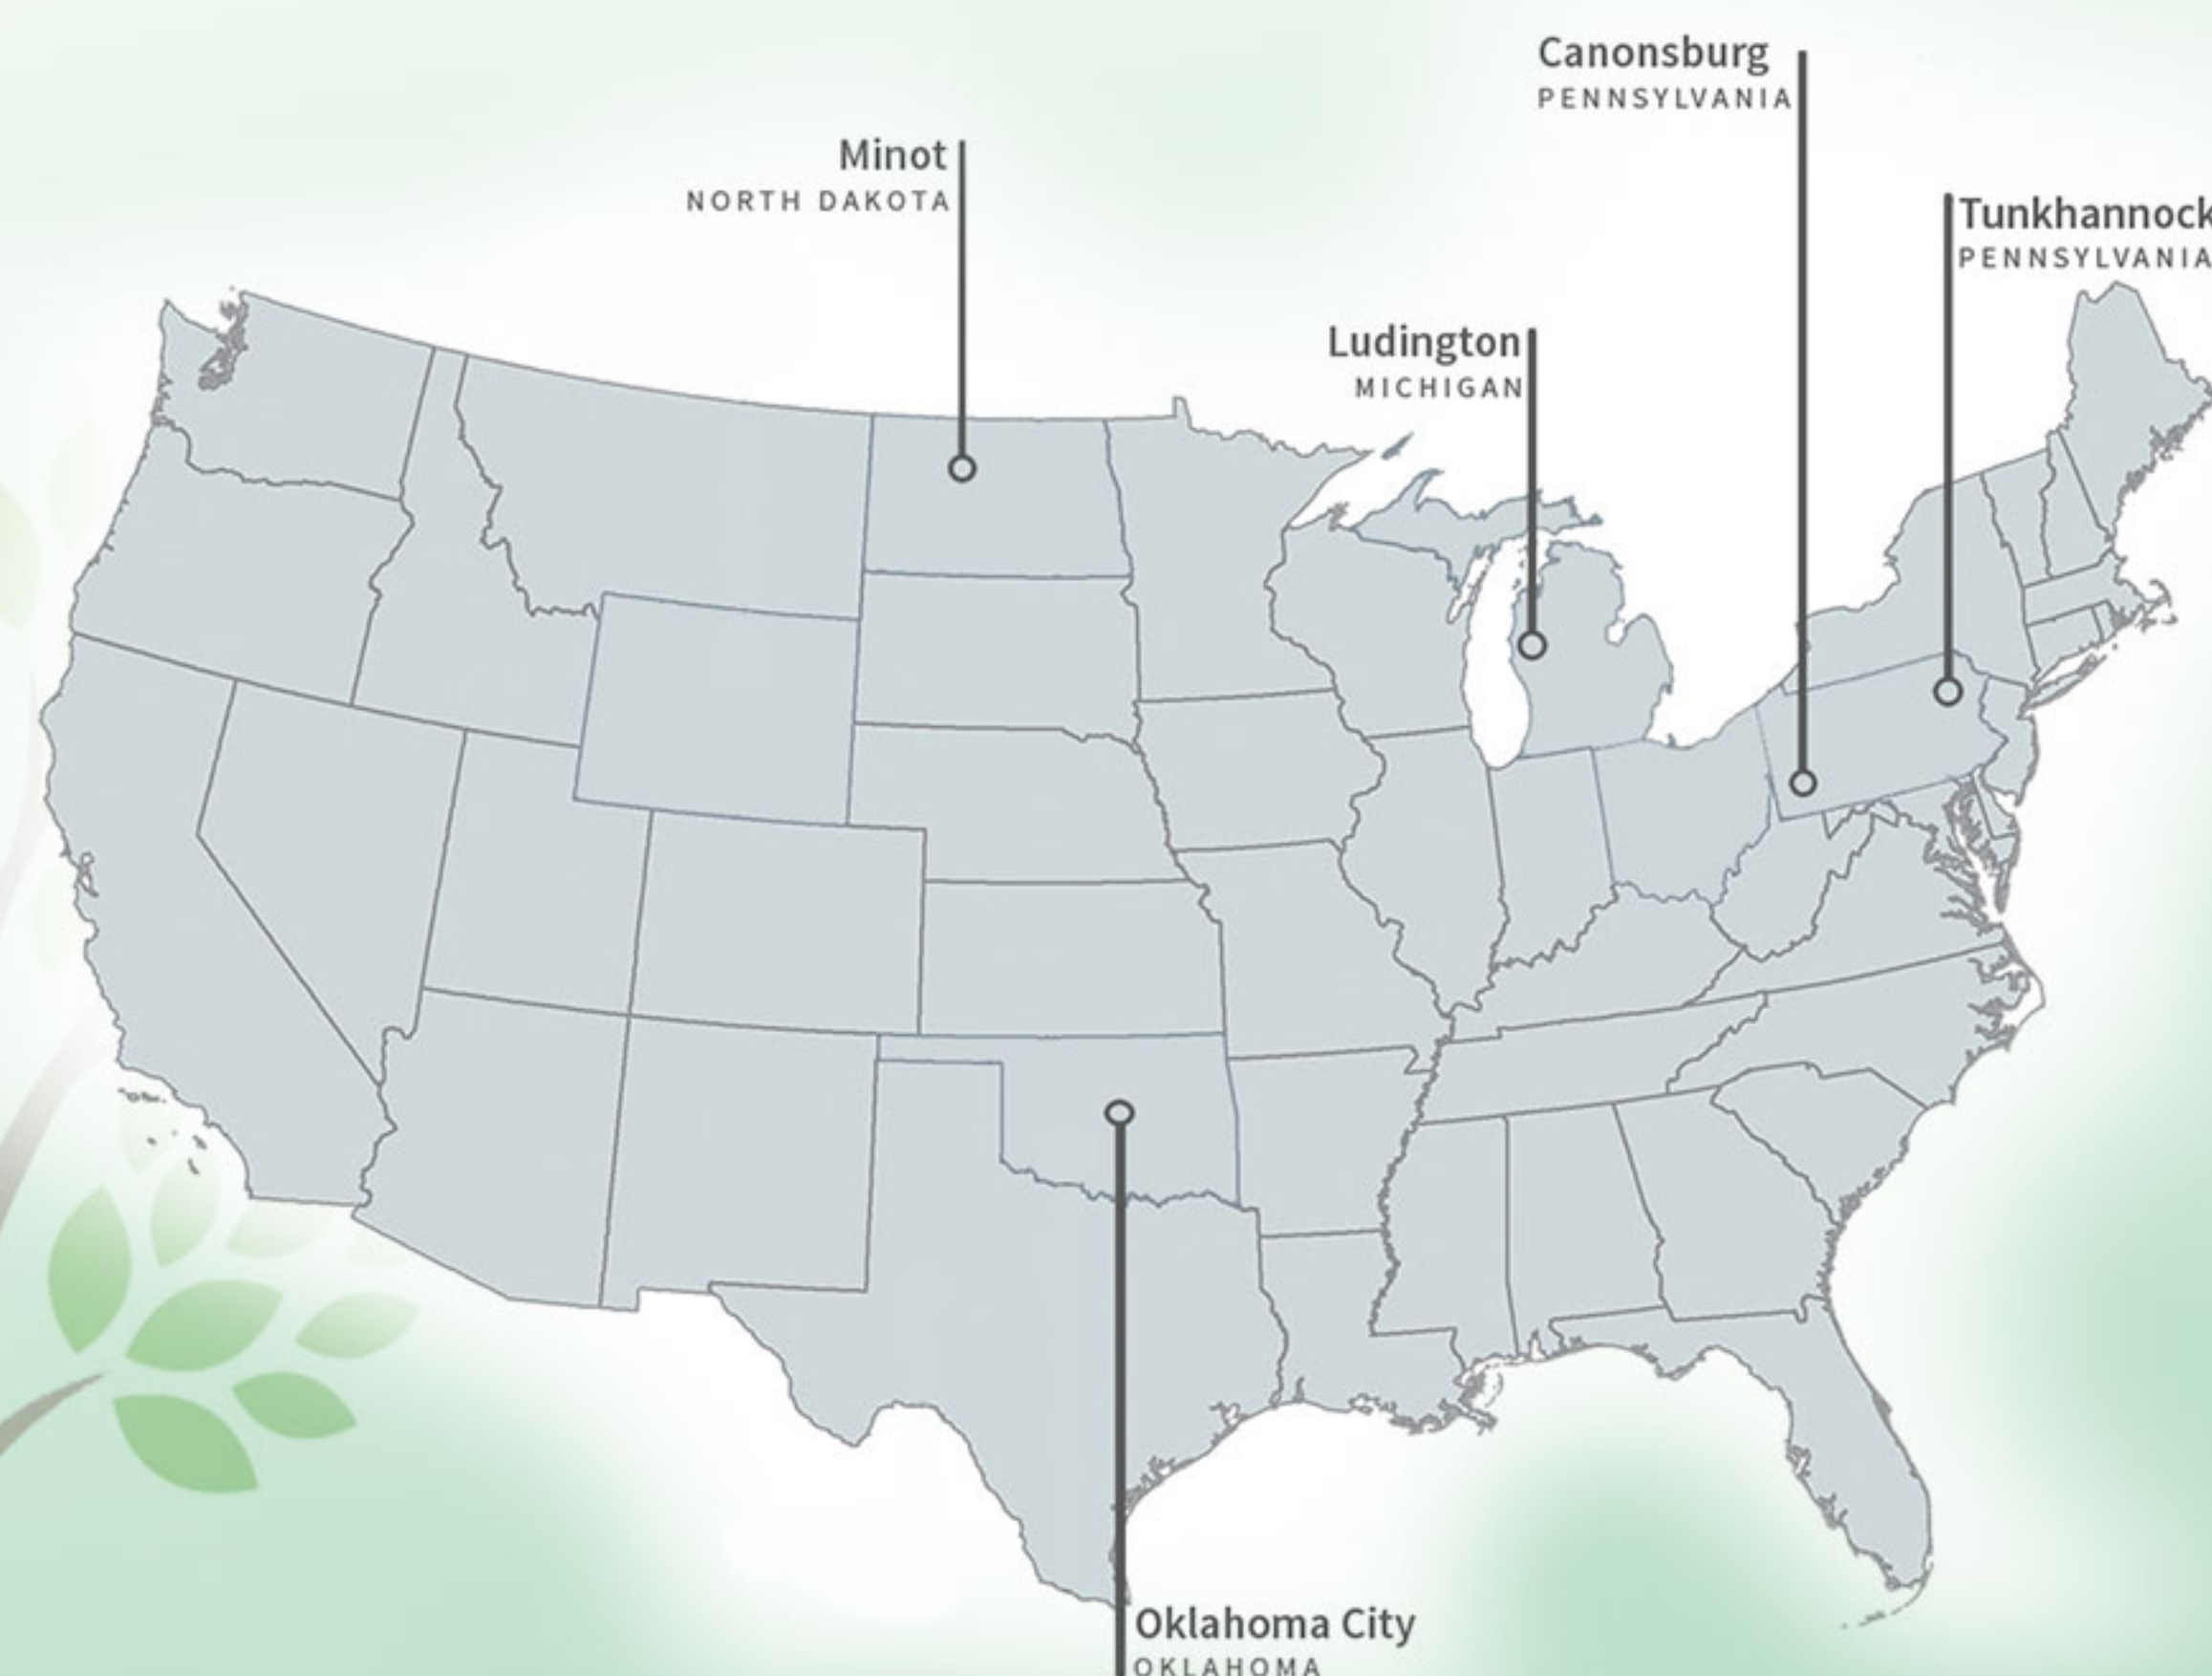 Canonsburg
PENNSYLVANIA
Minot
NORTH DAKOTA
Tunkhannock
PENNSYLVANIA
Ludington
MICHIGAN
Oklahoma City
OKLAHOMA